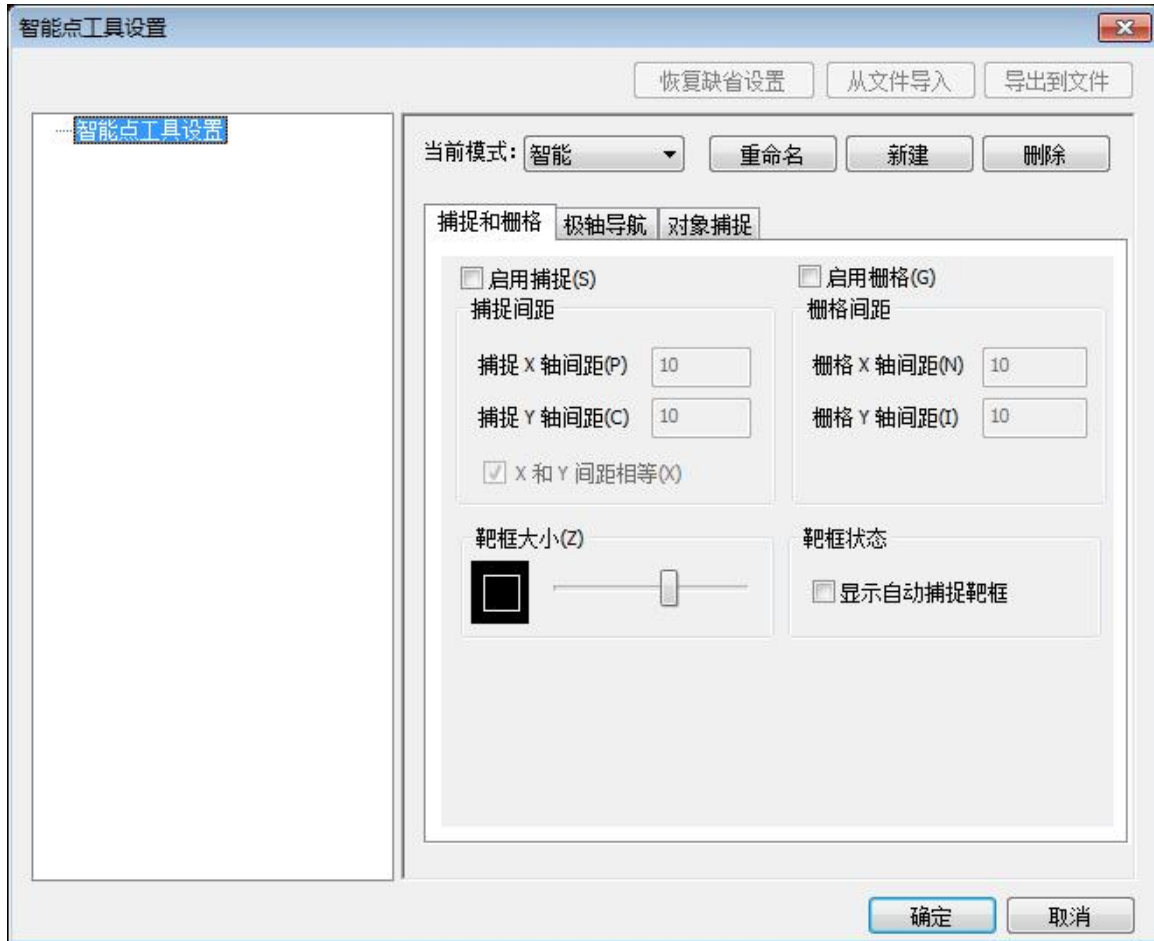 智能点工具设置
恢复缺省设置 从文件导入 导出到文件
智能点工具设置
当前模式: 智能 重命名 新建 删除
捕捉和栅格 极轴导航 对象捕捉
启用捕捉(S) 启用栅格(G)
捕捉间距 栅格间距
捕捉 X 轴间距(P) 10 栅格 X 轴间距(N) 10
捕捉 Y 轴间距(C) 10 栅格 Y 轴间距(I) 10
X 和 Y 间距相等(X)
靶框大小(Z) 靶框状态
显示自动捕捉靶框
确定 取消